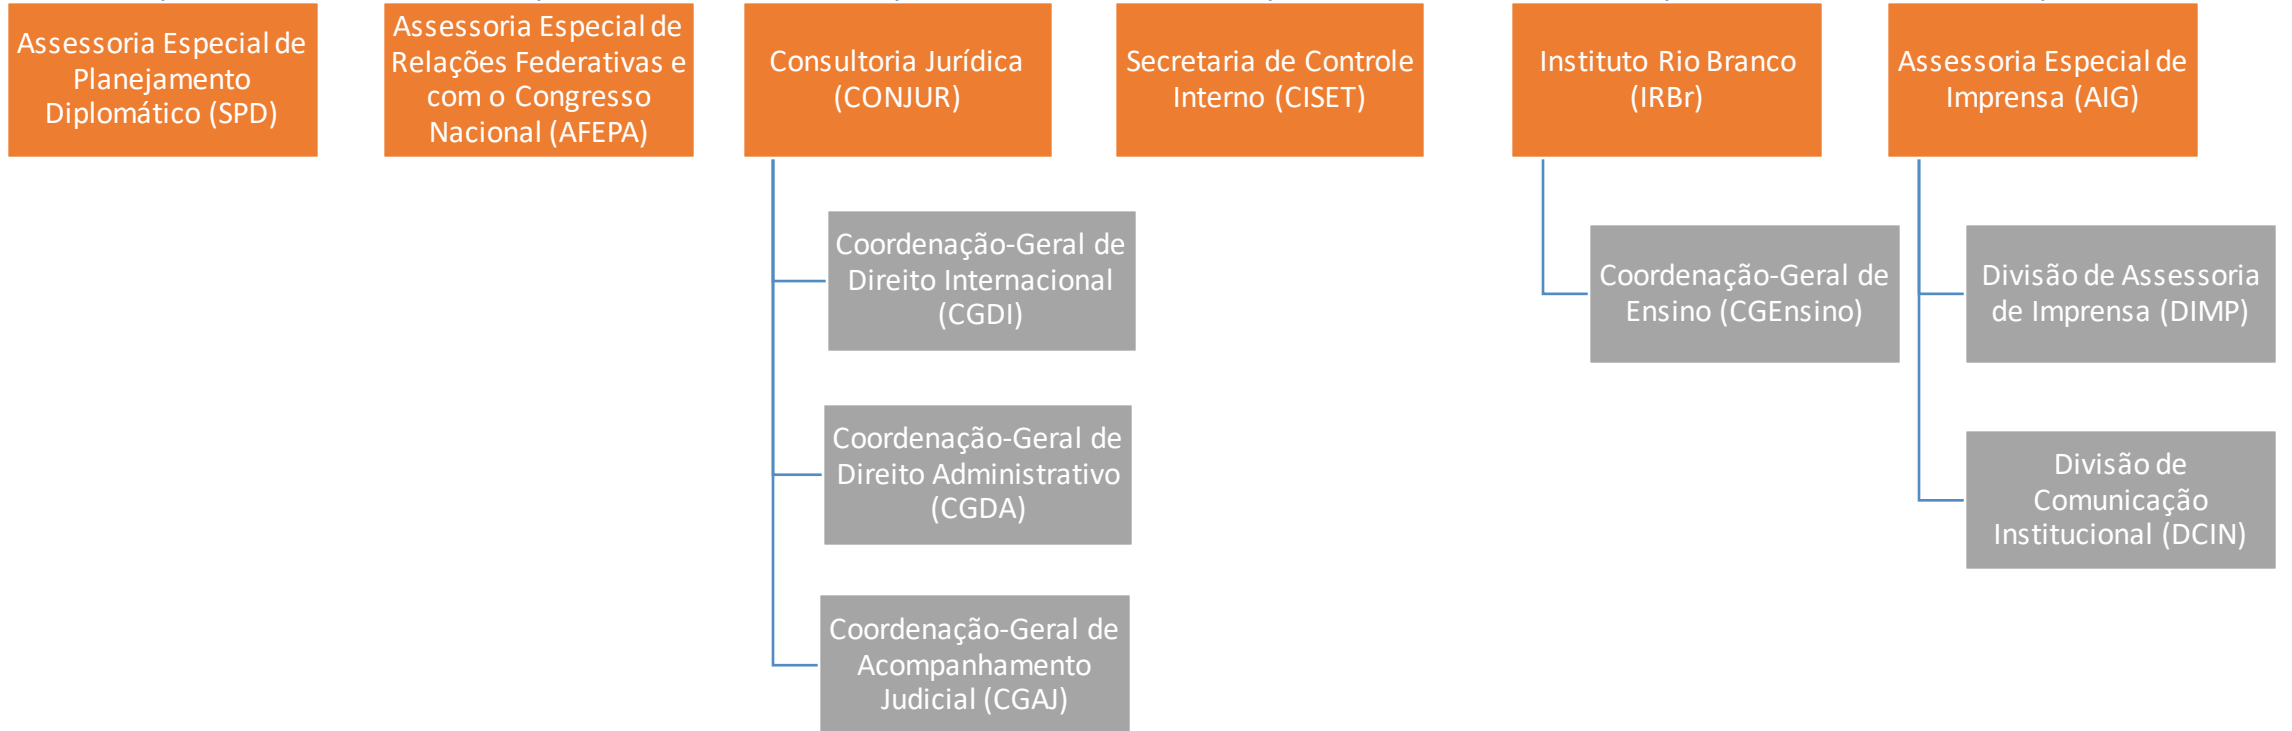 Assessoria Especial de
Planejamento
Diplomático (SPD)
Assessoria Especial de
Relações Federativas e
com o Congresso
Nacional (AFEPA)
Consultoria Jurídica
(CONJUR)
Secretaria de Controle
Interno (CISET)
Instituto Rio Branco
(IRBr)
Assessoria Especial de
Imprensa (AIG)
Coordenação-Geral de
Direito Internacional
(CGDI)
Coordenação-Geral de
Direito Administrativo
(CGDA)
Coordenação-Geral de
Acompanhamento
Judicial (CGAJ)
Coordenação-Geral de
Ensino (CGEnsino)
Divisão de Assessoria
de Imprensa (DIMP)
Divisão de
Comunicação
Institucional (DCIN)